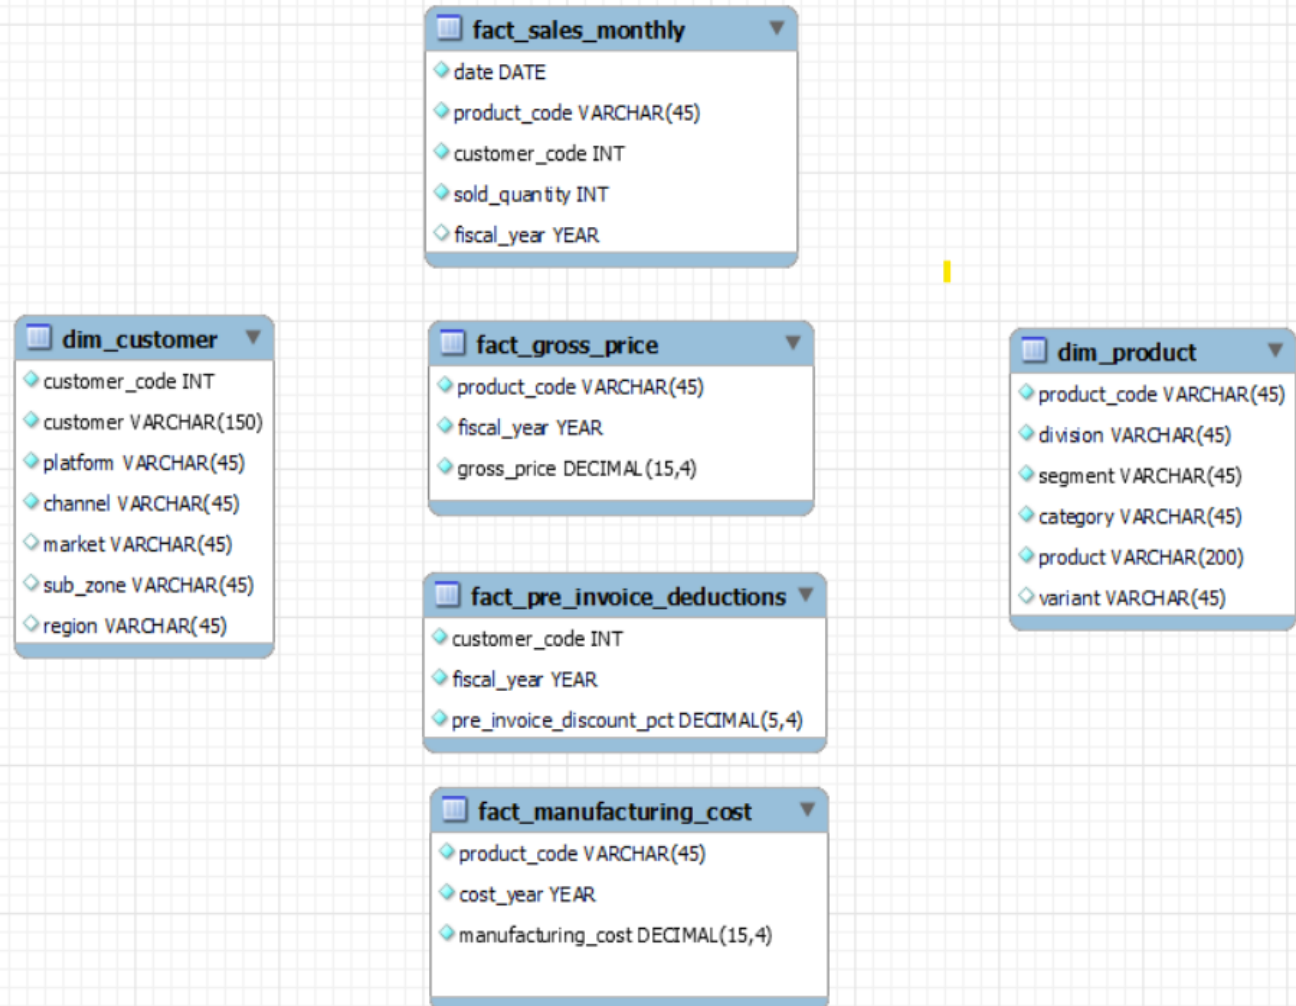 fact_sales_monthly
date DATE
product_code VARCHAR(45)
customer_code INT
sold_quantity INT
fiscal_year YEAR
dim_customer
customer_code INT
customer VARCHAR(150)
platform VARCHAR(45)
channel VARCHAR(45)
market VARCHAR(45)
sub_zone VARCHAR(45)
region VARCHAR(45)
fact_gross_price
product_code VARCHAR(45)
fiscal_year YEAR
gross_price DECIMAL(15,4)
dim_product
product_code VARCHAR(45)
division VARCHAR(45)
segment VARCHAR(45)
category VARCHAR(45)
product VARCHAR(200)
variant VARCHAR(45)
fact_pre_invoice_deductions
customer_code INT
fiscal_year YEAR
pre_invoice_discount_pct DECIMAL(5,4)
fact_manufacturing_cost
product_code VARCHAR(45)
cost_year YEAR
manufacturing_cost DECIMAL(15,4)